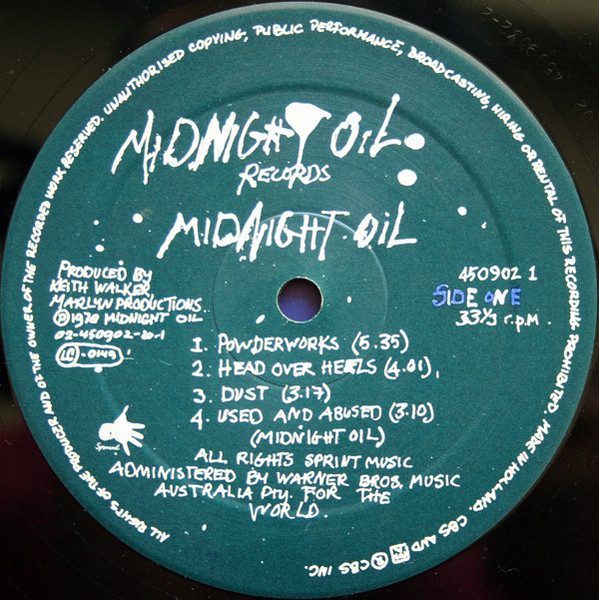 ALL RIGHTS OF THE PRODUCER AND OF THE OWNER OF THE RECORDED WORK RESERVED. UNAUTHORISED COPYING, PUBLIC PERFORMANCE, BROADCASTING, HIRING OR RENTAL OF THIS RECORDING PROHIBITED. MADE IN HOLLAND. CBS AND ® CBS INC.
MIDNIGHT OIL
RECORDS
MIDNIGHT OIL
PRODUCED BY
KEITH WALKER
MARLYN PRODUCTIONS.
℗ 1978 MIDNIGHT OIL
02-450902-20-1
LC-0149
450902 1
SIDE ONE
33⅓ r.p.m.
1. POWDERWORKS (5.35)
2. HEAD OVER HEELS (4.01),
3. DUST (3.17)
4. USED AND ABUSED (3.10)
(MIDNIGHT OIL)
ALL RIGHTS SPRINT MUSIC
ADMINISTERED BY WARNER BROS. MUSIC
AUSTRALIA Pty. FOR THE
WORLD.